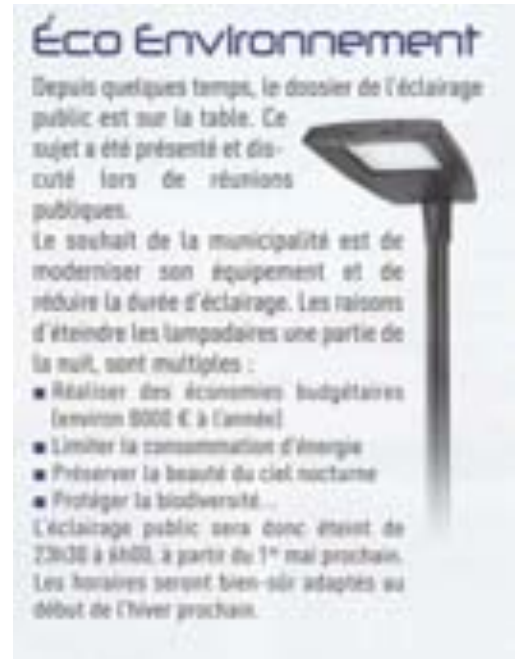 Éco Environnement
Depuis quelques temps, le dossier de l'éclairage
public est sur la table. Ce
sujet a été présenté et dis-
cuté lors de réunions
publiques.
Le souhait de la municipalité est de
moderniser son équipement et de
réduire la durée d'éclairage. Les raisons
d'éteindre les lampadaires une partie de
la nuit, sont multiples :
■ Réaliser des économies budgétaires
(environ 8000 € à l'année)
■ Limiter la consommation d'énergie
■ Préserver la beauté du ciel nocturne
■ Protéger la biodiversité...
L'éclairage public sera donc éteint de
23h30 à 6h00, à partir du 1er mai prochain.
Les horaires seront bien-sûr adaptés au
début de l'hiver prochain.